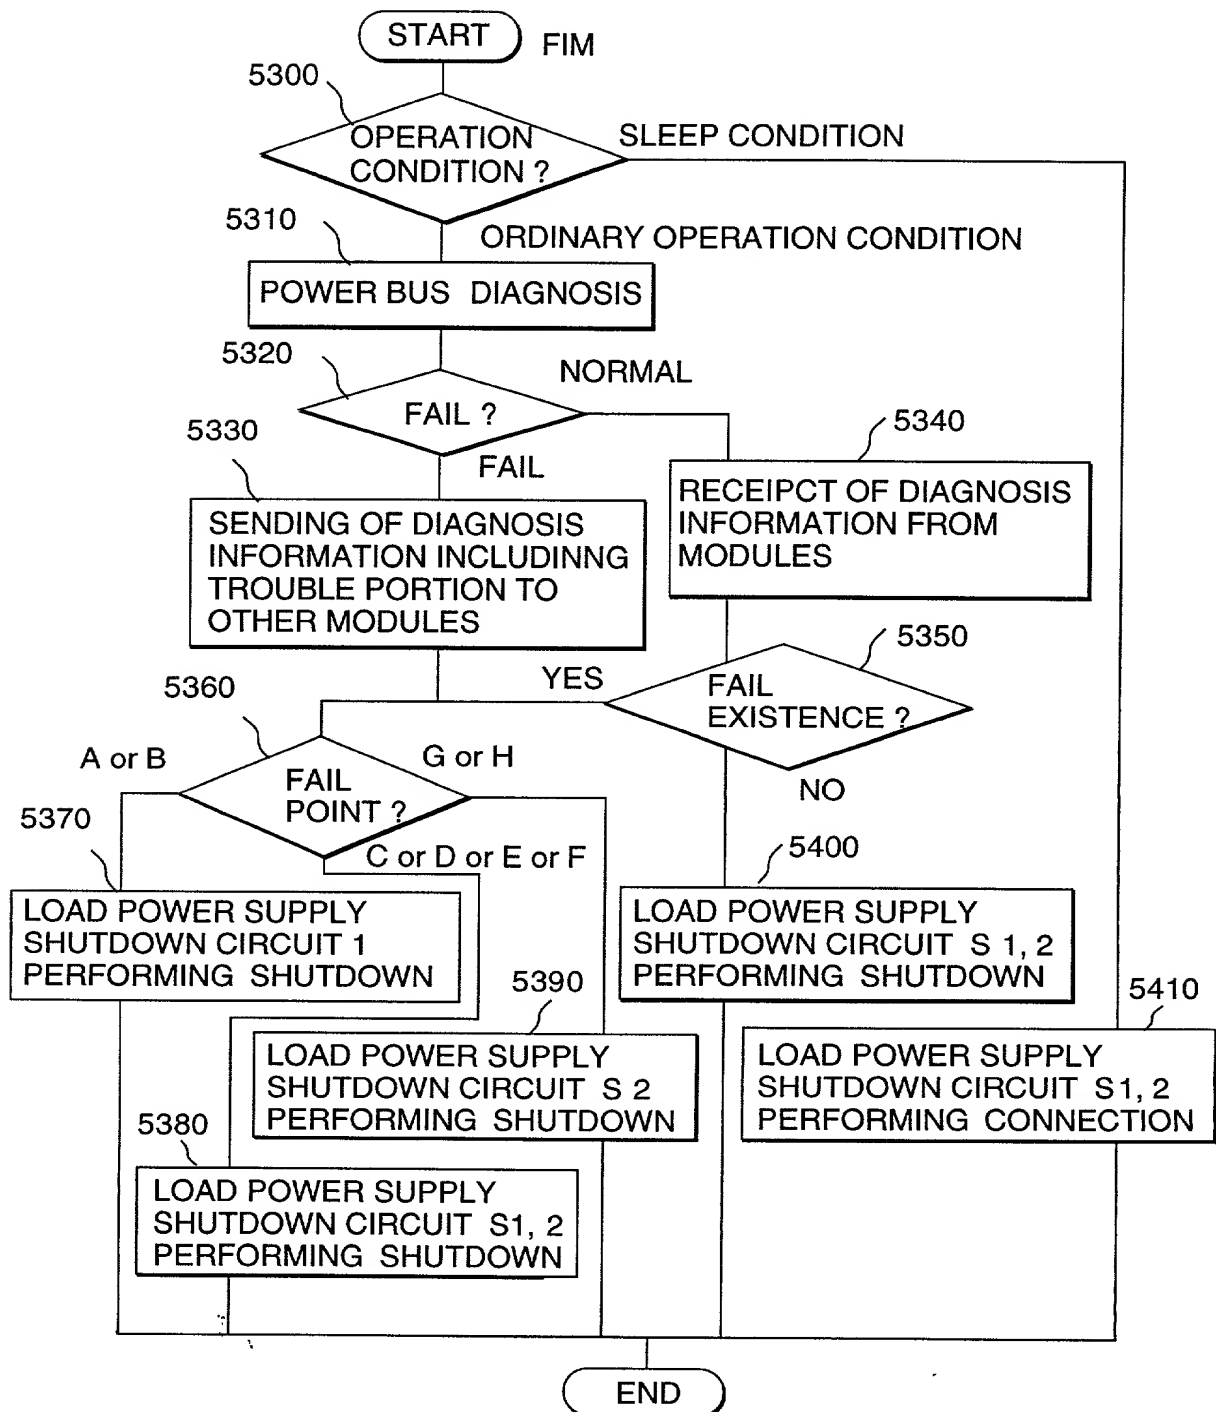 START
FIM
5300
OPERATION
CONDITION ?
SLEEP CONDITION
5310
ORDINARY OPERATION CONDITION
POWER BUS DIAGNOSIS
5320
NORMAL
FAIL ?
5330
FAIL
5340
SENDING OF DIAGNOSIS
INFORMATION INCLUDINNG
TROUBLE PORTION TO
OTHER MODULES
RECEIPCT OF DIAGNOSIS
INFORMATION FROM
MODULES
5350
YES
FAIL
EXISTENCE ?
NO
5360
A or B
G or H
FAIL
POINT ?
C or D or E or F
5370
LOAD POWER SUPPLY
SHUTDOWN CIRCUIT 1
PERFORMING SHUTDOWN
5400
LOAD POWER SUPPLY
SHUTDOWN CIRCUIT S 1, 2
PERFORMING SHUTDOWN
5390
LOAD POWER SUPPLY
SHUTDOWN CIRCUIT S 2
PERFORMING SHUTDOWN
5410
LOAD POWER SUPPLY
SHUTDOWN CIRCUIT S1, 2
PERFORMING CONNECTION
5380
LOAD POWER SUPPLY
SHUTDOWN CIRCUIT S1, 2
PERFORMING SHUTDOWN
END